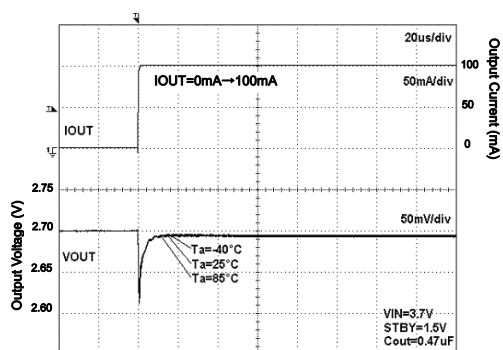 20us/div
IOUT=0mA→100mA
50mA/div
100
50
0
Output Current (mA)
IOUT
1
2.75
2.70
2.65
2.60
Output Voltage (V)
50mV/div
VOUT
Ta=-40°C
Ta=25°C
Ta=85°C
VIN=3.7V
STBY=1.5V
Cout=0.47uF